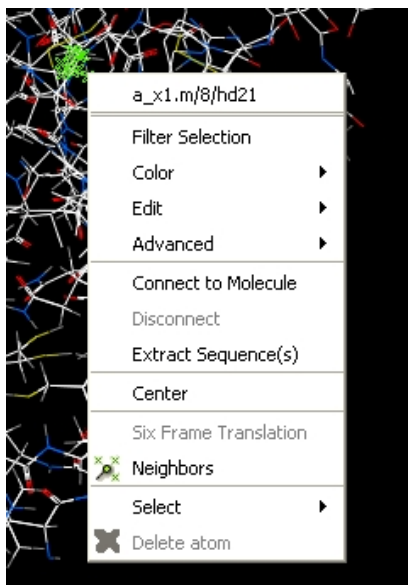 a_x1.m/8/hd21
Filter Selection
Color
Edit
Advanced
Connect to Molecule
Disconnect
Extract Sequence(s)
Center
Six Frame Translation
Neighbors
Select
Delete atom